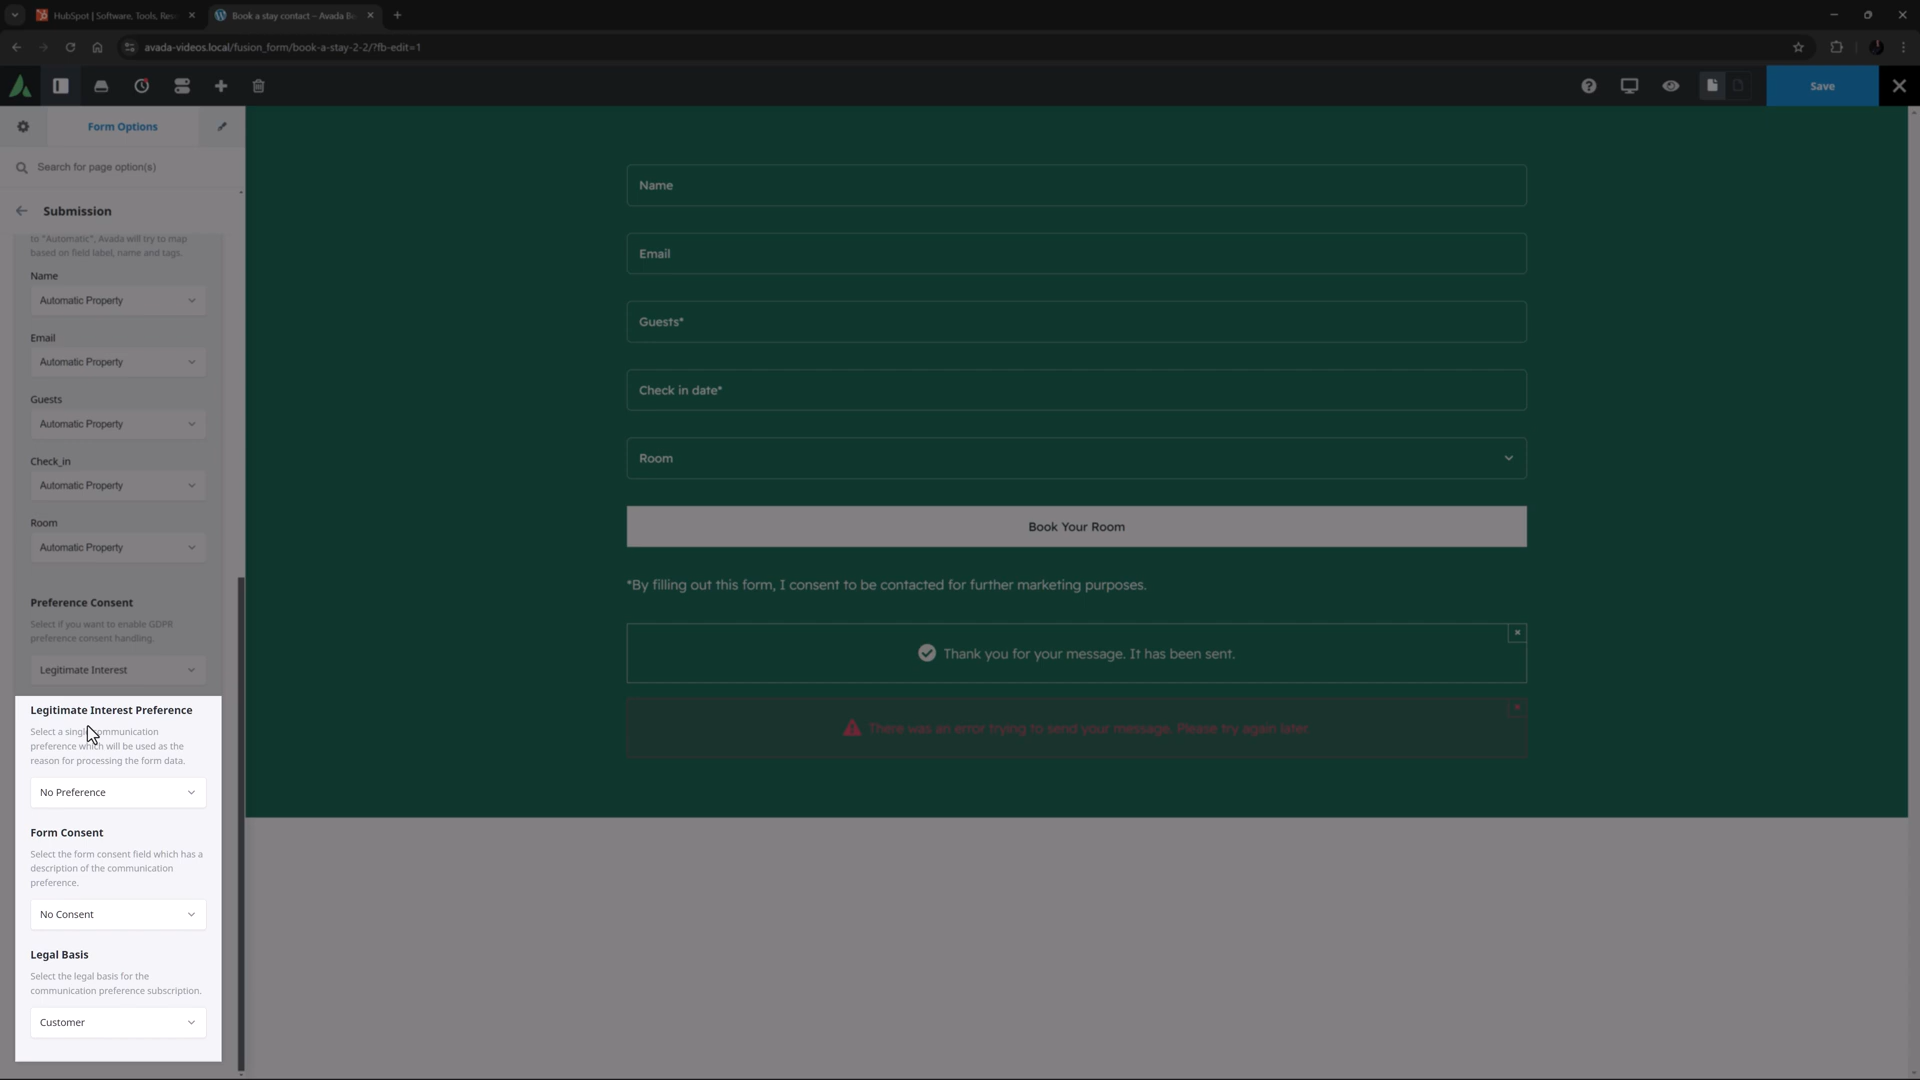 HubSpot | Software, Tools, Res
Book a stay contact – Avada B
avada-videos.local/fusion_form/book-a-stay-2-2/?fb-edit=1
Save
Form Options
Search for page option(s)
Submission
to "Automatic", Avada will try to map
based on field label, name and tags.
Name
Automatic Property
Email
Automatic Property
Guests
Automatic Property
Check_in
Automatic Property
Room
Automatic Property
Preference Consent
Select if you want to enable GDPR
preference consent handling.
Legitimate Interest
Legitimate Interest Preference
Select a single communication
preference which will be used as the
reason for processing the form data.
No Preference
Form Consent
Select the form consent field which has a
description of the communication
preference.
No Consent
Legal Basis
Select the legal basis for the
communication preference subscription.
Customer
Name
Email
Guests*
Check in date*
Room
Book Your Room
*By filling out this form, I consent to be contacted for further marketing purposes.
Thank you for your message. It has been sent.
There was an error trying to send your message. Please try again later.